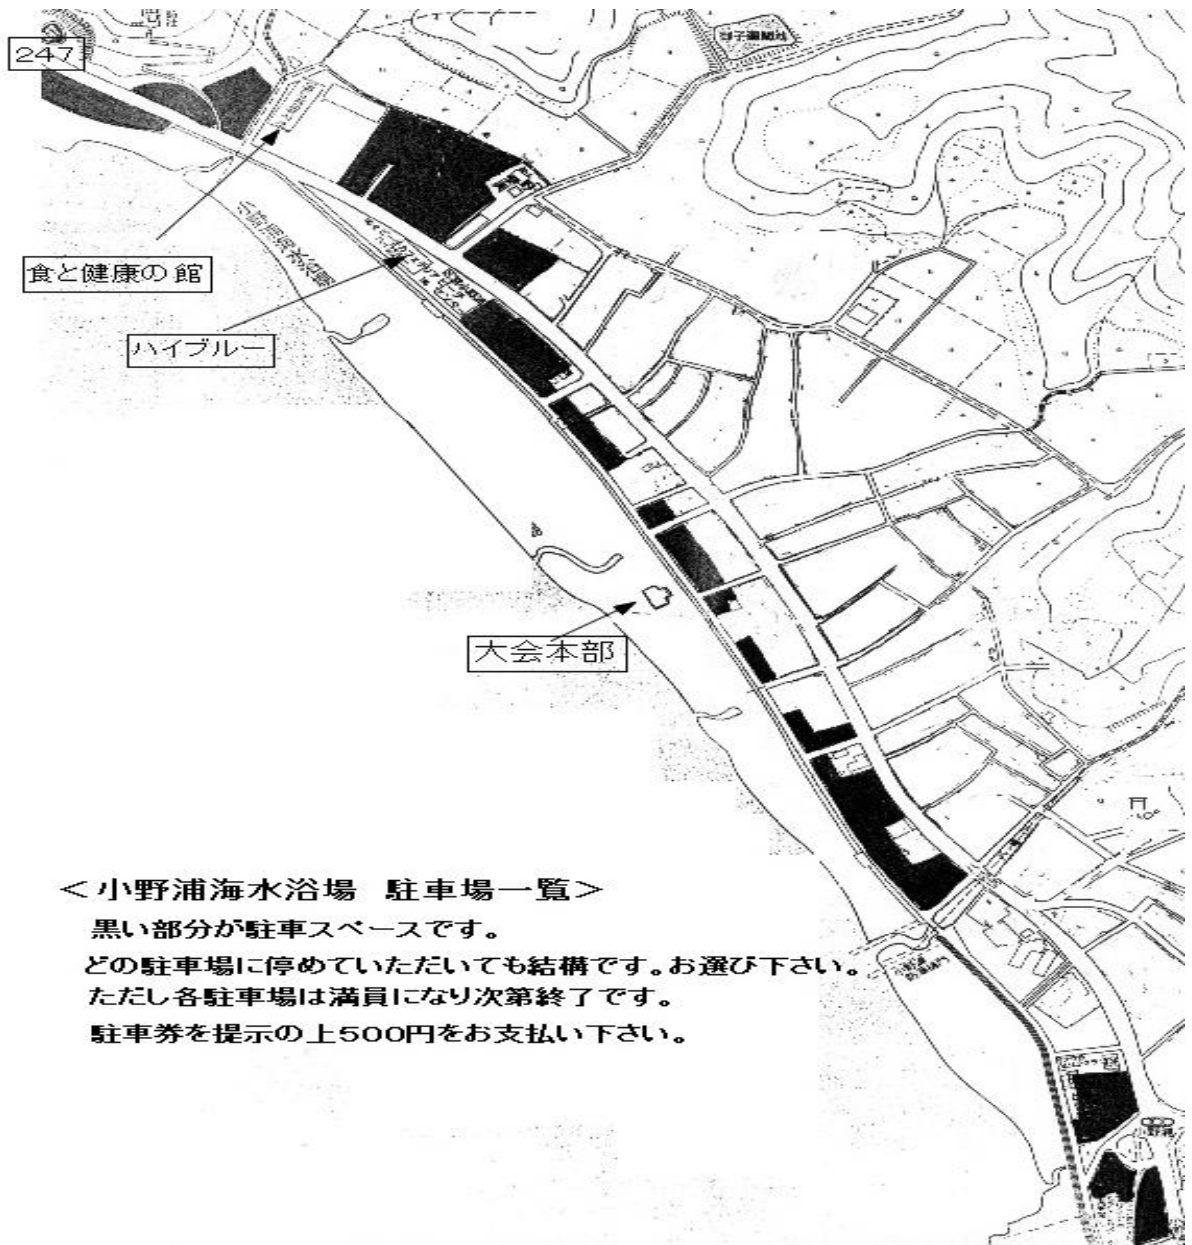 247
食と健康の館
ハイブルー
大会本部
＜小野浦海水浴場 駐車場一覧＞
黒い部分が駐車スペースです。
どの駐車場に停めていただいても結構です。お選び下さい。
ただし各駐車場は満員になり次第終了です。
駐車券を提示の上500円をお支払い下さい。